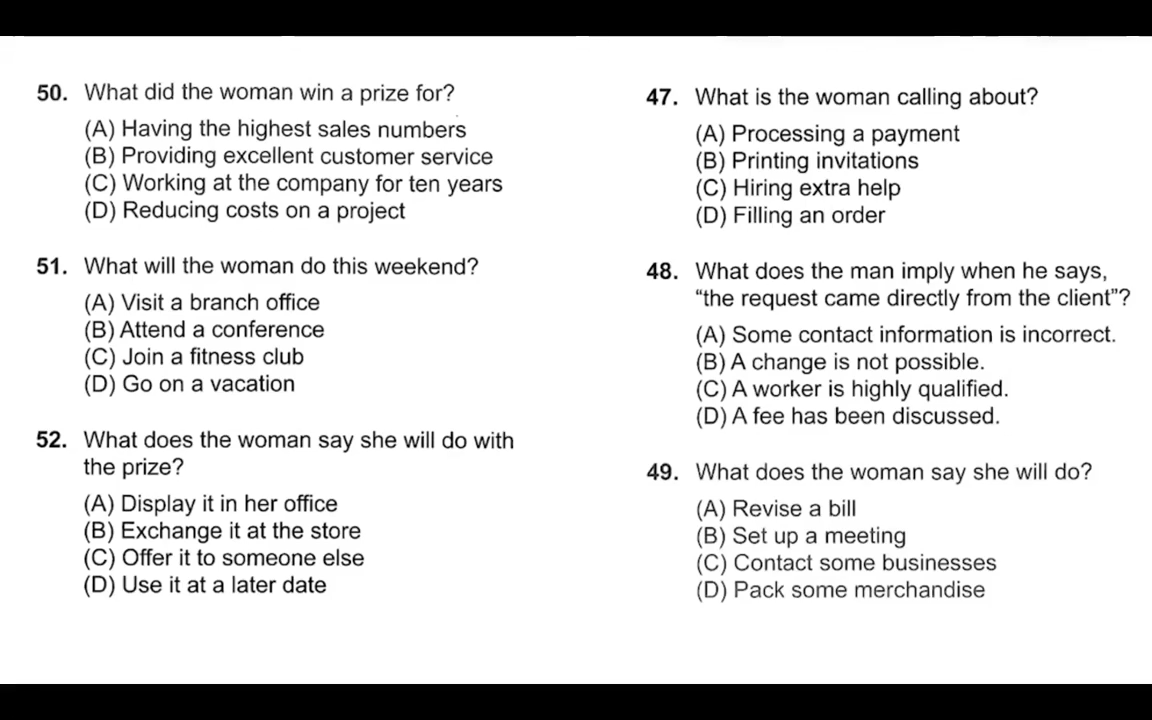 50. What did the woman win a prize for?
(A) Having the highest sales numbers
(B) Providing excellent customer service
(C) Working at the company for ten years
(D) Reducing costs on a project
51. What will the woman do this weekend?
(A) Visit a branch office
(B) Attend a conference
(C) Join a fitness club
(D) Go on a vacation
52. What does the woman say she will do with
the prize?
(A) Display it in her office
(B) Exchange it at the store
(C) Offer it to someone else
(D) Use it at a later date
47. What is the woman calling about?
(A) Processing a payment
(B) Printing invitations
(C) Hiring extra help
(D) Filling an order
48. What does the man imply when he says,
“the request came directly from the client”?
(A) Some contact information is incorrect.
(B) A change is not possible.
(C) A worker is highly qualified.
(D) A fee has been discussed.
49. What does the woman say she will do?
(A) Revise a bill
(B) Set up a meeting
(C) Contact some businesses
(D) Pack some merchandise